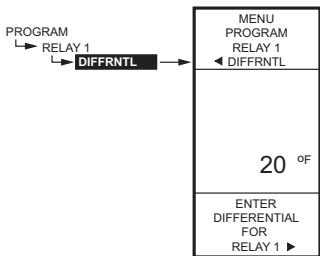 PROGRAM
RELAY 1
DIFFRNTL
MENU
PROGRAM
RELAY 1
◄ DIFFRNTL
20 °F
ENTER
DIFFERENTIAL
FOR
RELAY 1 ►